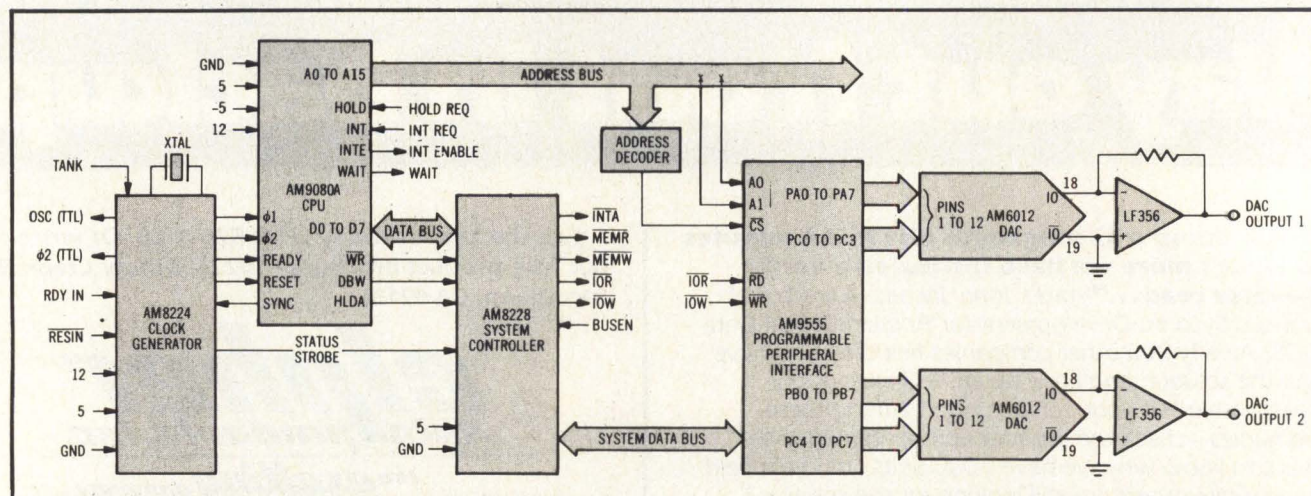 GND
5
-5
12
TANK
XTAL
OSC (TTL)
ϕ2 (TTL)
RDY IN
RESIN
12
5
GND
AM8224
CLOCK
GENERATOR
A0 TO A15
HOLD
INT
INTE
WAIT
AM9080A
CPU
D0 TO D7
ϕ1
ϕ2
READY
RESET
SYNC
WR
DBW
HLDA
HOLD REQ
INT REQ
INT ENABLE
WAIT
STATUS
STROBE
DATA BUS
AM8228
SYSTEM
CONTROLLER
5
GND
INTA
MEMR
MEMW
IOR
IOW
BUSEN
ADDRESS BUS
ADDRESS
DECODER
SYSTEM DATA BUS
IOR
IOW
A0
A1
CS
RD
WR
AM9555
PROGRAMMABLE
PERIPHERAL
INTERFACE
PA0 TO PA7
PC0 TO PC3
PB0 TO PB7
PC4 TO PC7
PINS
1 TO 12
AM6012
DAC
IO
IO
18
19
−
+
LF356
DAC
OUTPUT 1
PINS
1 TO 12
AM6012
DAC
IO
IO
18
19
−
+
LF356
DAC
OUTPUT 2